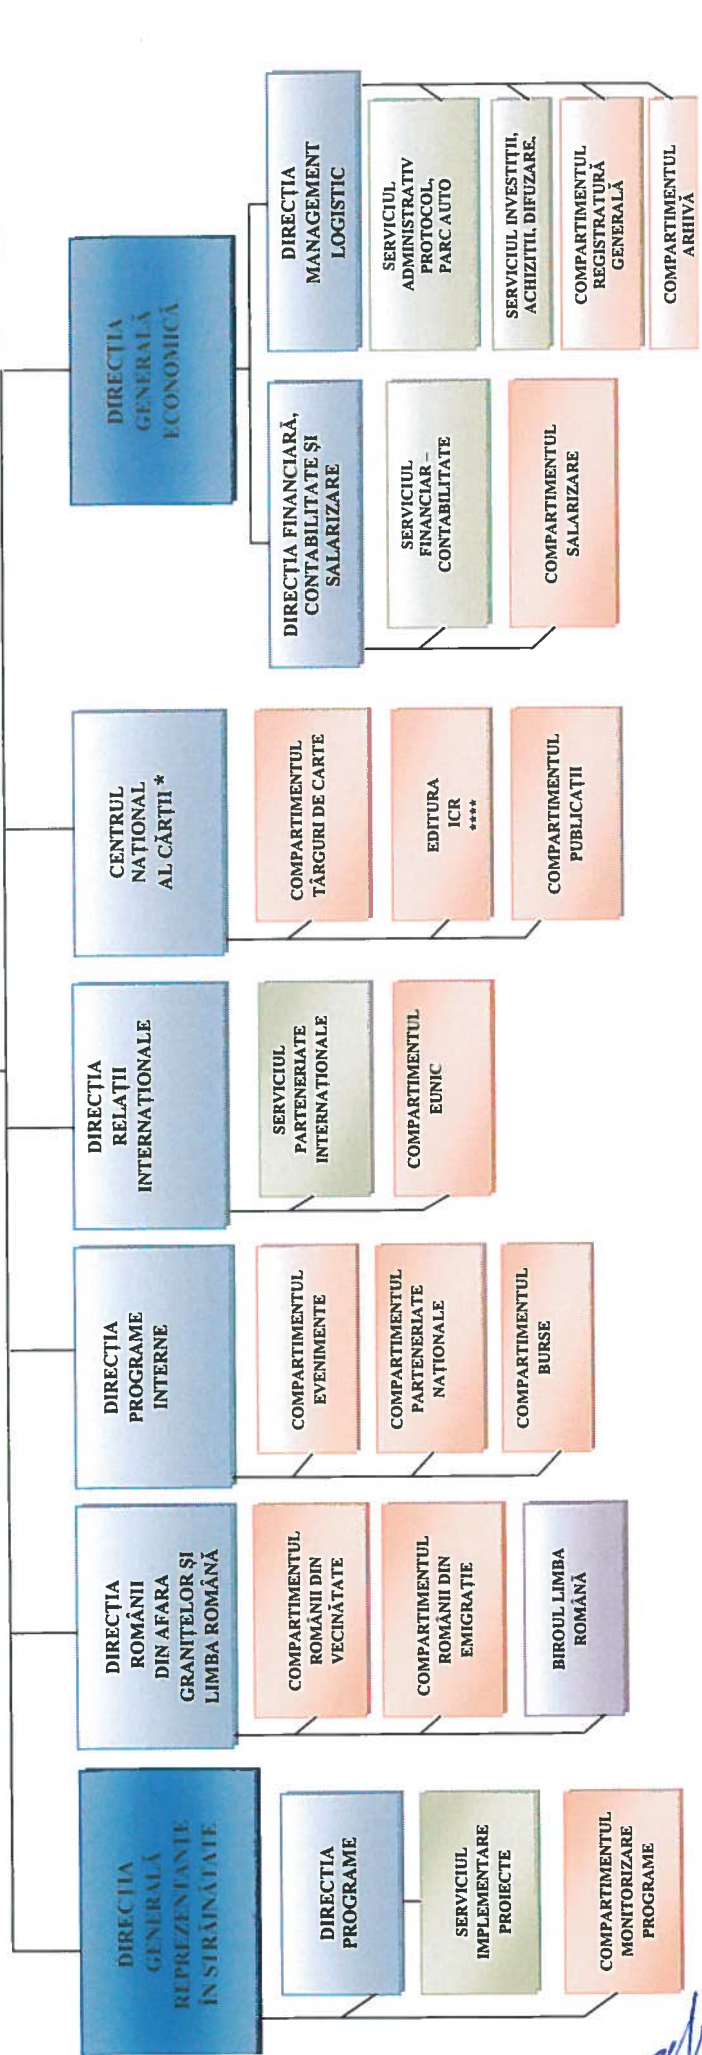 DIRECȚIA
GENERALĂ
REPREZENTANȚE
ÎN STRĂINĂTATE
DIRECȚIA
PROGRAME
SERVICIUL
IMPLEMENTARE
PROIECTE
COMPARTIMENTUL
MONITORIZARE
PROGRAME
DIRECȚIA
ROMÂNII
DIN AFARA
GRANIȚELOR ȘI
LIMBA ROMÂNĂ
COMPARTIMENTUL
ROMÂNII DIN
VECINĂTATE
COMPARTIMENTUL
ROMÂNII DIN
EMIGRAȚIE
BIROUL LIMBA
ROMÂNĂ
DIRECȚIA
PROGRAME
INTERNE
COMPARTIMENTUL
EVENIMENTE
COMPARTIMENTUL
PARTENERIATE
NAȚIONALE
COMPARTIMENTUL
BURSE
DIRECȚIA
RELAȚII
INTERNAȚIONALE
SERVICIUL
PARTENERIATE
INTERNAȚIONALE
COMPARTIMENTUL
EUNIC
CENTRUL
NAȚIONAL
AL CĂRȚII *
COMPARTIMENTUL
TÂRGURI DE CARTE
EDITURA
ICR
****
COMPARTIMENTUL
PUBLICAȚII
DIRECȚIA
GENERALĂ
ECONOMICĂ
DIRECȚIA FINANCIARĂ,
CONTABILITATE ȘI
SALARIZARE
SERVICIUL
FINANCIAR –
CONTABILITATE
COMPARTIMENTUL
SALARIZARE
DIRECȚIA
MANAGEMENT
LOGISTIC
SERVICIUL
ADMINISTRATIV
PROTOCOL,
PARC AUTO
SERVICIUL INVESTIȚII,
ACHIZIȚII, DIFUZARE,
COMPARTIMENTUL
REGISTRATURĂ
GENERALĂ
COMPARTIMENTUL
ARHIVĂ